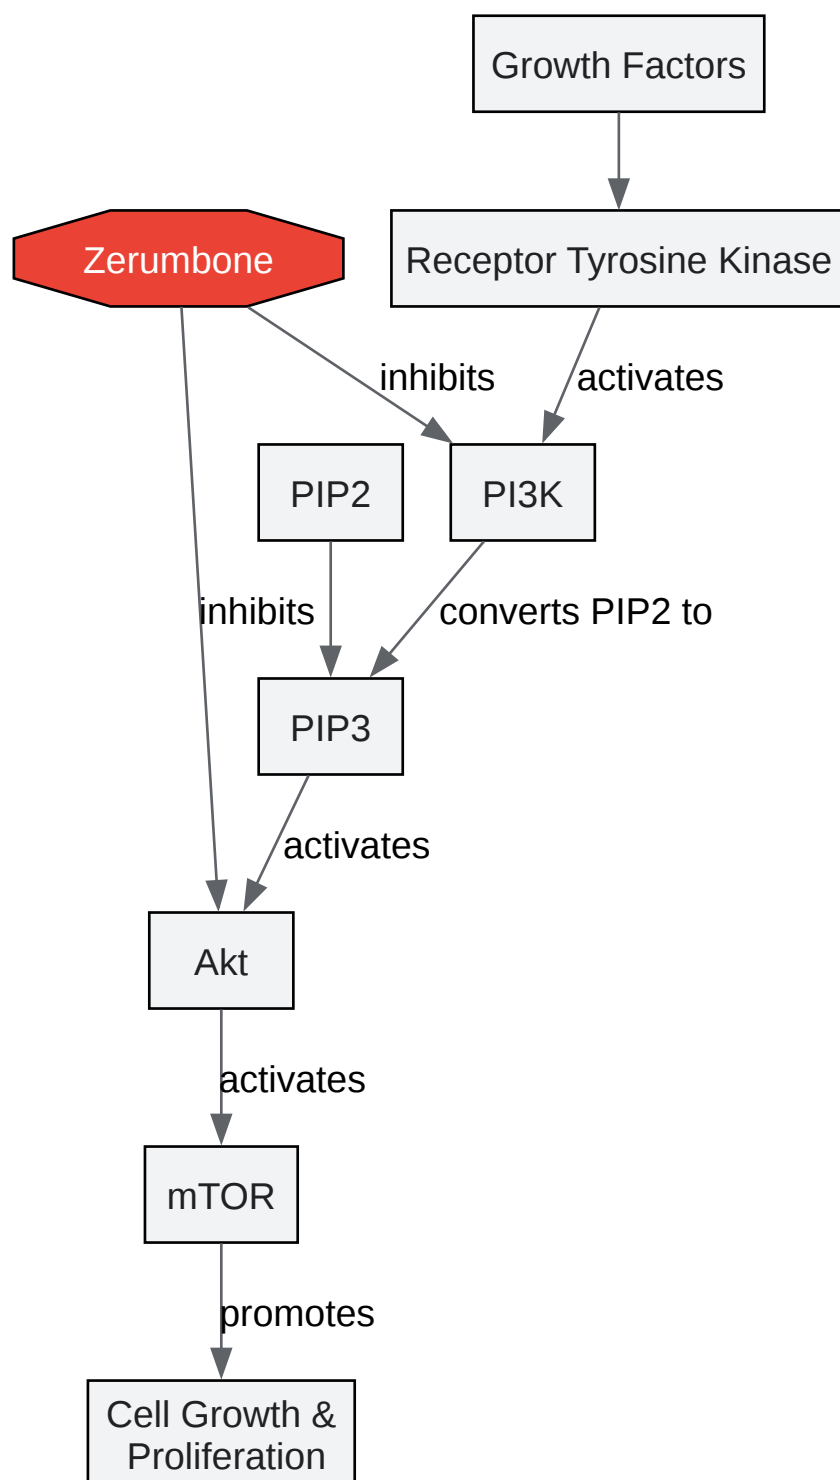 Growth Factors
Zerumbone
Receptor Tyrosine Kinase
inhibits
activates
PIP2
PI3K
inhibits
converts PIP2 to
PIP3
activates
Akt
activates
mTOR
promotes
Cell Growth &
Proliferation